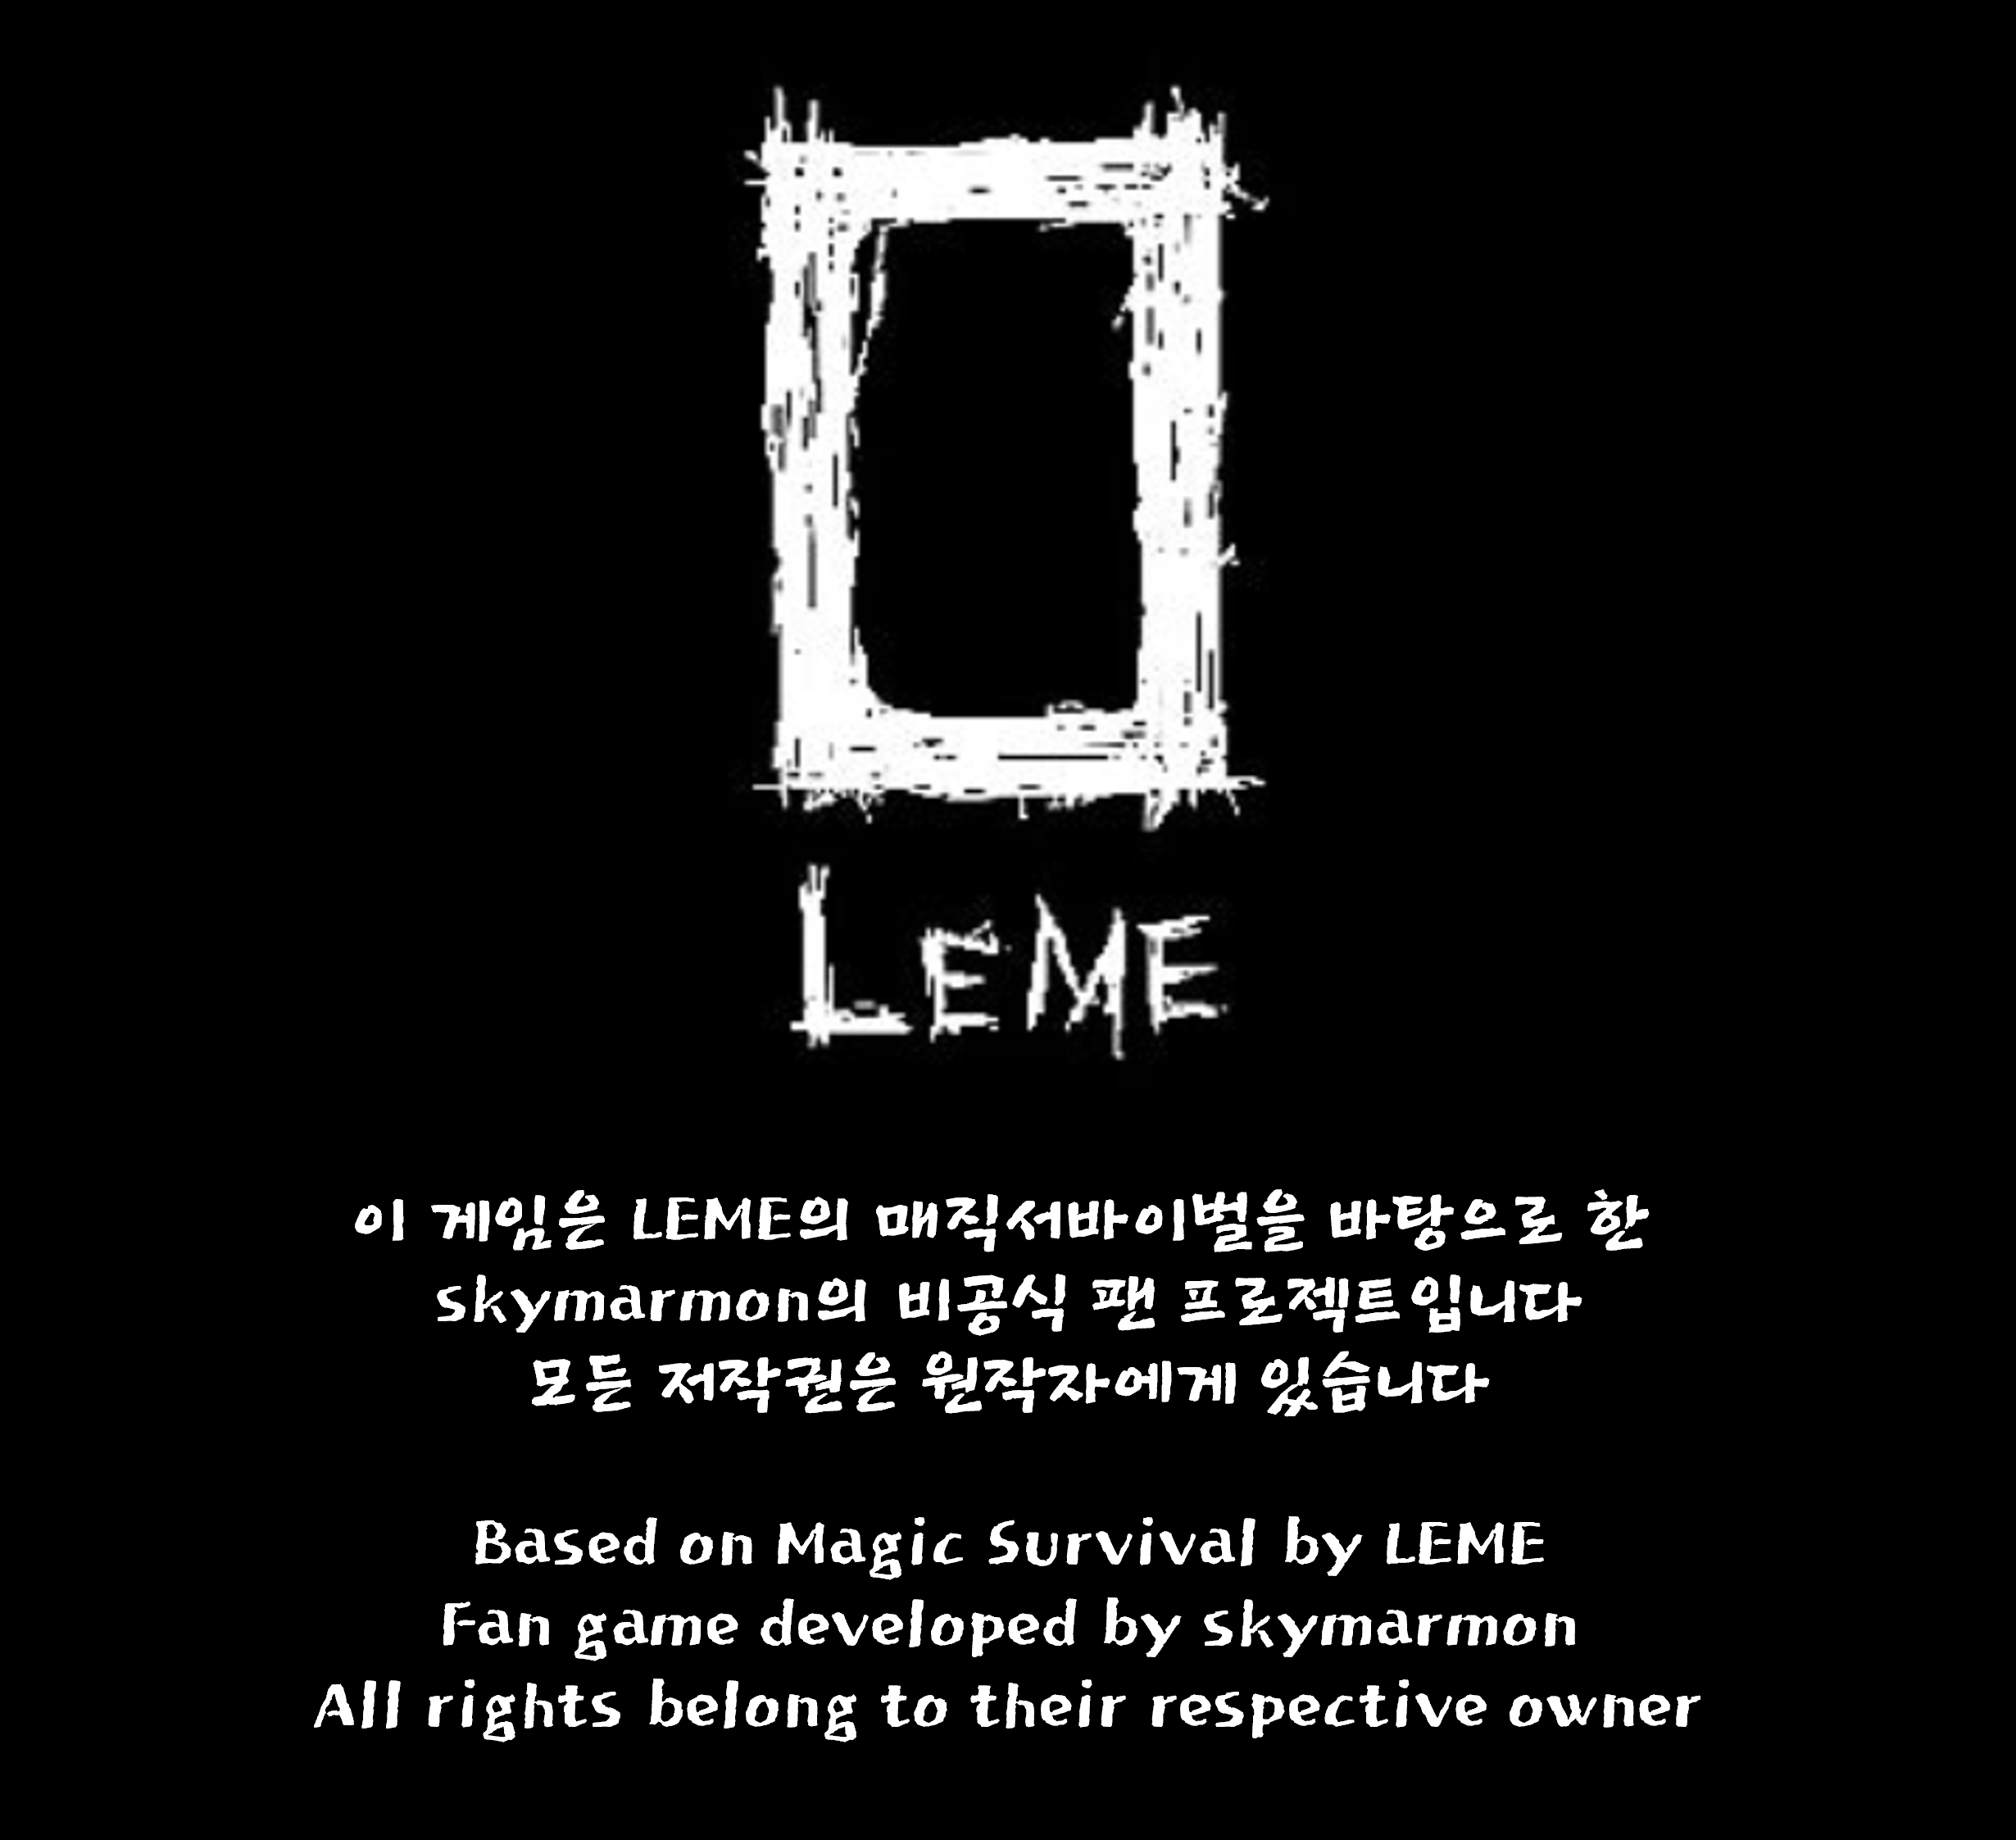 LEME
이 게임은 LEME의 매직서바이벌을 바탕으로 한
skymarmon의 비공식 팬 프로젝트입니다
모든 저작권은 원작자에게 있습니다
Based on Magic Survival by LEME
Fan game developed by skymarmon
All rights belong to their respective owner